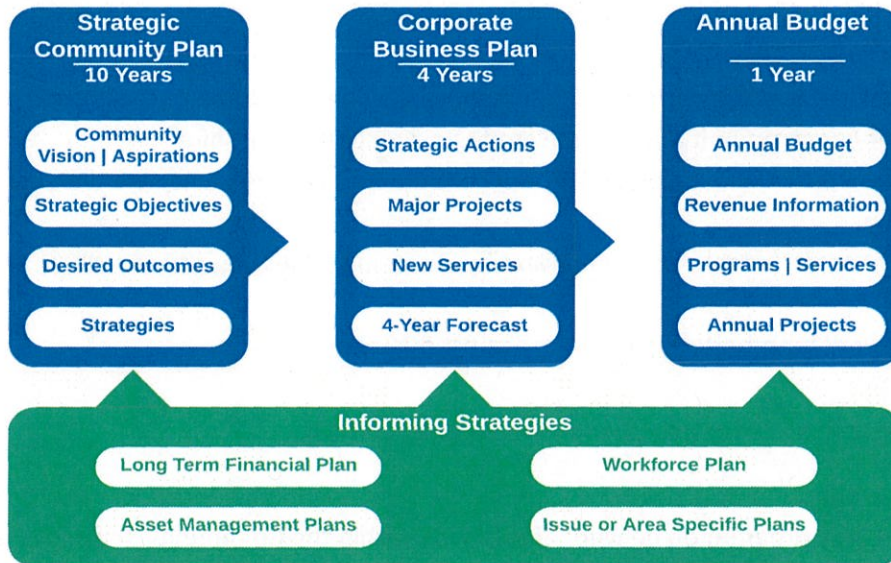 Strategic
Community Plan
10 Years
Community
Vision | Aspirations
Strategic Objectives
Desired Outcomes
Strategies
Corporate
Business Plan
4 Years
Strategic Actions
Major Projects
New Services
4-Year Forecast
Annual Budget
1 Year
Annual Budget
Revenue Information
Programs | Services
Annual Projects
Informing Strategies
Long Term Financial Plan
Workforce Plan
Asset Management Plans
Issue or Area Specific Plans